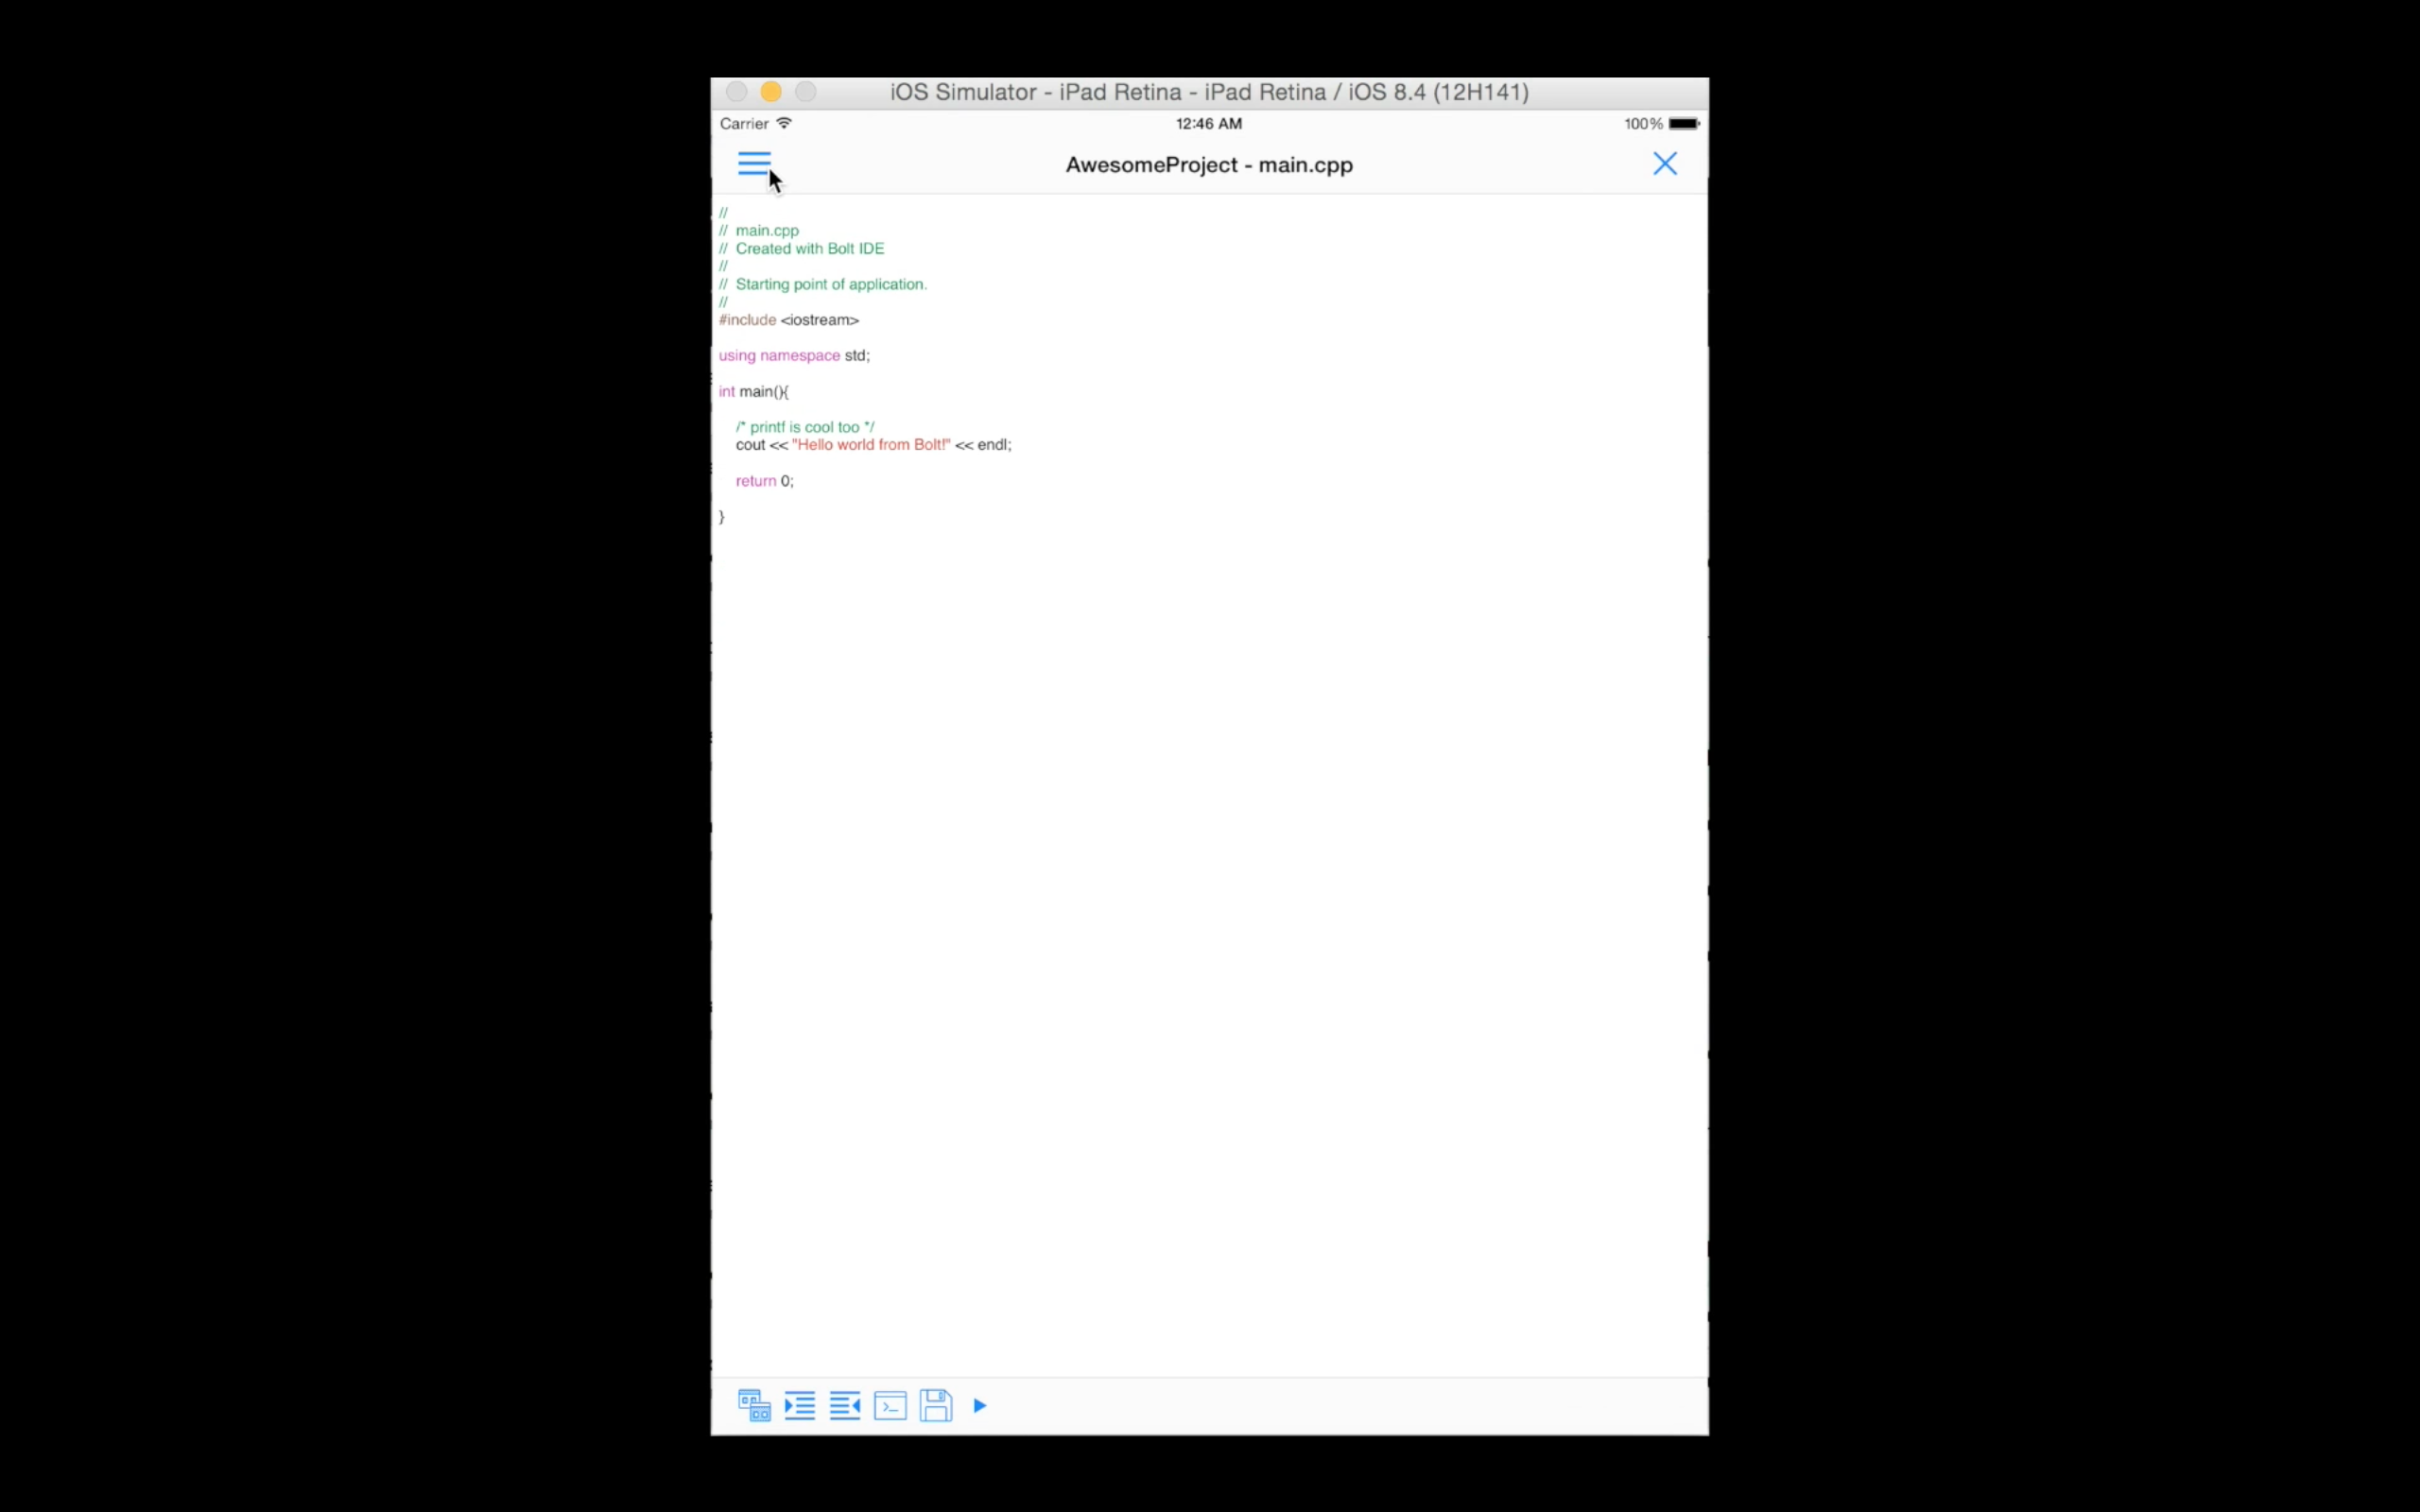 iOS Simulator - iPad Retina - iPad Retina / iOS 8.4 (12H141)
Carrier 12:46 AM 100%
AwesomeProject - main.cpp
//
// main.cpp
// Created with Bolt IDE
//
// Starting point of application.
//
#include <iostream>
using namespace std;
int main(){
/* printf is cool too */
cout << "Hello world from Bolt!" << endl;
return 0;
}
>_